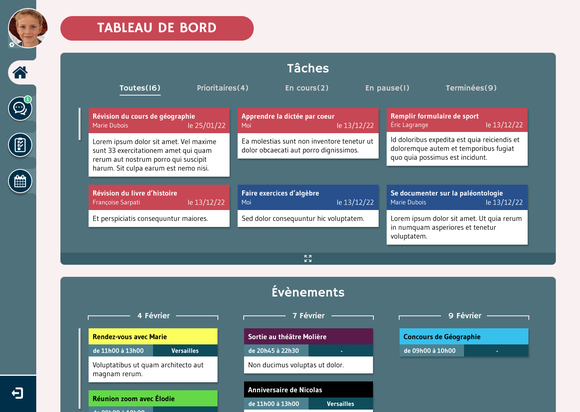 TABLEAU DE BORD
Tâches
Toutes(16)
Prioritaires(4)
En cours(2)
En pause(1)
Terminées(9)
Révision du cours de géographie
Marie Dubois
le 25/01/22
Lorem ipsum dolor sit amet. Vel maxime
sunt 33 exercitationem amet qui quam
rerum aut nostrum porro qui suscipit
harum. Sit culpa earum est nemo nisi.
Apprendre la dictée par coeur
Moi
le 13/12/22
Ea molestias sunt non inventore tenetur ut
dolor obcaecati aut porro dignissimos.
Remplir formulaire de sport
Éric Lagrange
le 13/12/22
Id doloribus expedita est quia reiciendis et
doloremque autem et temporibus fugiat
quo quia possimus est incidunt.
Révision du livre d'histoire
Françoise Sarpati
le 13/12/22
Et perspiciatis consequuntur maiores.
Faire exercices d'algèbre
Moi
le 13/12/22
Sed dolor consequuntur hic voluptatem.
Se documenter sur la paléontologie
Marie Dubois
le 13/12/22
Lorem ipsum dolor sit amet. Ut quia rerum
in numquam asperiores et tenetur
voluptatem.
Évènements
4 Février
Rendez-vous avec Marie
de 11h00 à 13h00
Versailles
Voluptatibus ut quam architecto aut
magnam rerum.
Réunion zoom avec Élodie
7 Février
Sortie au théâtre Molière
de 20h45 à 22h30
-
Non ducimus voluptas ut dolor.
Anniversaire de Nicolas
de 11h00 à 13h00
Versailles
9 Février
Concours de Géographie
de 09h00 à 10h00
-